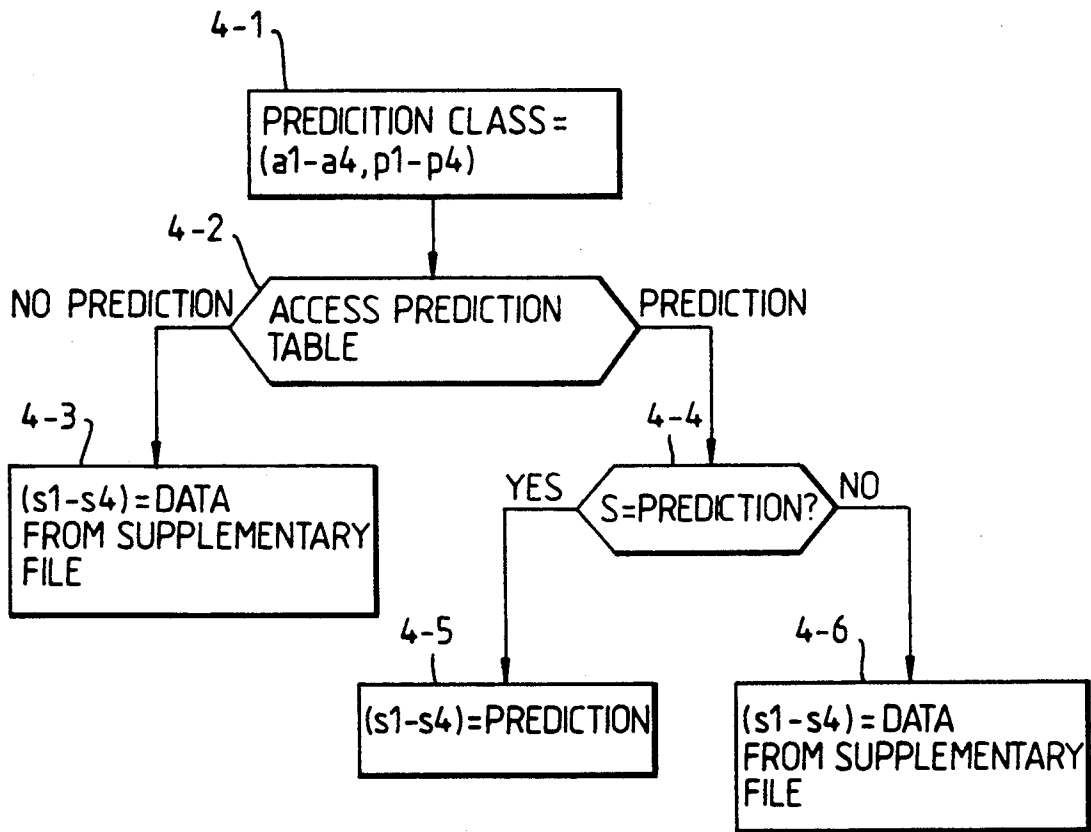 4-1
PREDICITION CLASS=
(a1-a4,p1-p4)
4-2
NO PREDICTION
ACCESS PREDICTION
TABLE
PREDICTION
4-3
(s1-s4)=DATA
FROM SUPPLEMENTARY
FILE
4-4
YES
S=PREDICTION?
NO
4-5
(s1-s4)=PREDICTION
4-6
(s1-s4)=DATA
FROM SUPPLEMENTARY
FILE